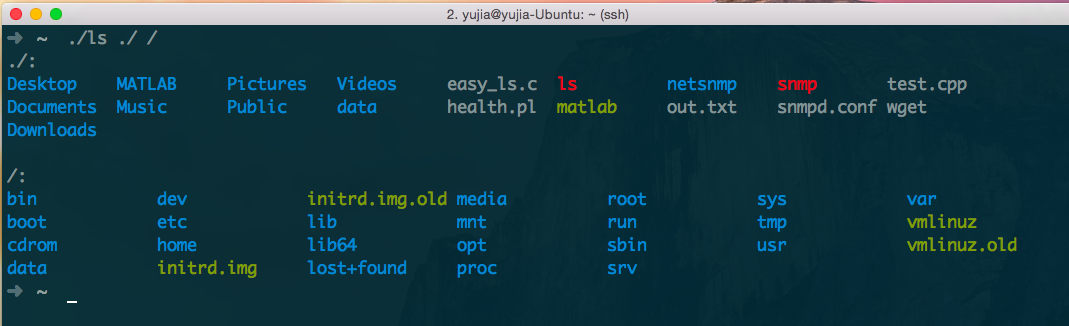 2. yujia@yujia-Ubuntu: ~ (ssh)
➜ ~ ./ls ./ /
./:
Desktop MATLAB Pictures Videos easy_ls.c ls netsnmp snmp test.cpp
Documents Music Public data health.pl matlab out.txt snmpd.conf wget
Downloads
/:
bin dev initrd.img.old media root sys var
boot etc lib mnt run tmp vmlinuz
cdrom home lib64 opt sbin usr vmlinuz.old
data initrd.img lost+found proc srv
➜ ~ _